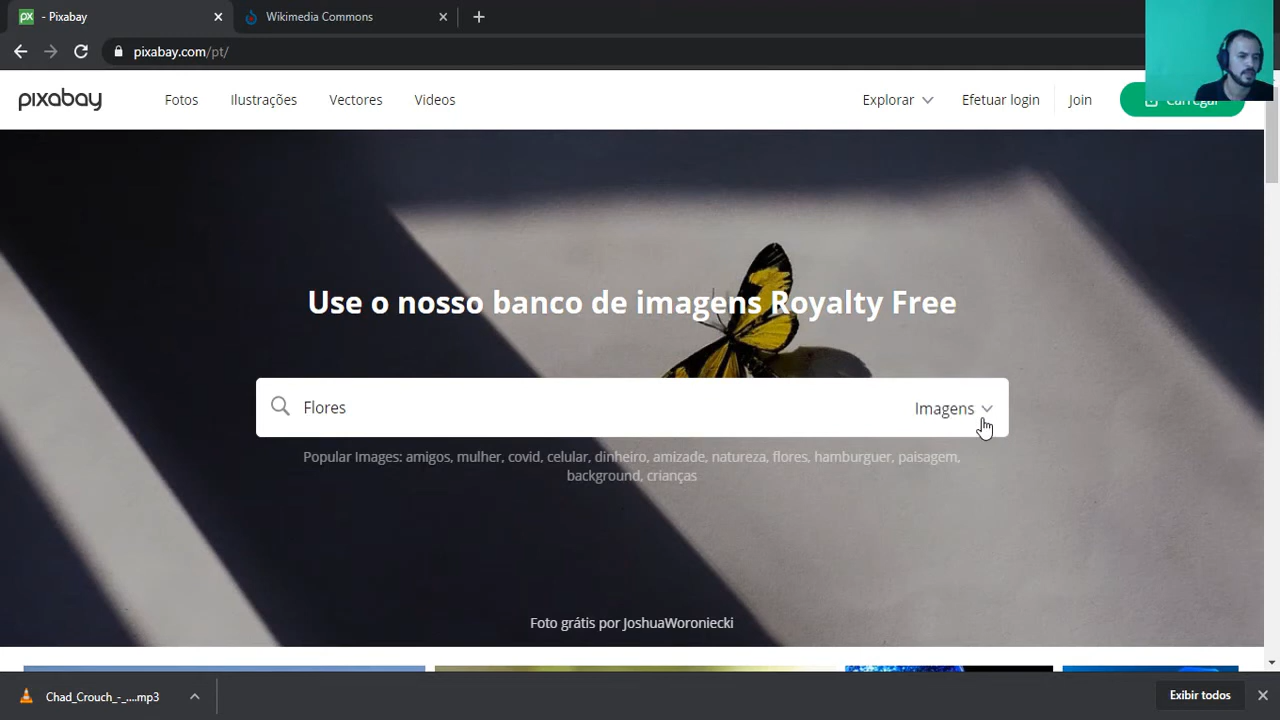 px - Pixabay
Wikimedia Commons
pixabay.com/pt/
pixabay
Fotos
Ilustrações
Vectores
Videos
Explorar
Efetuar login
Join
Carregar
Use o nosso banco de imagens Royalty Free
Flores
Imagens
Popular Images: amigos, mulher, covid, celular, dinheiro, amizade, natureza, flores, hamburguer, paisagem,
background, crianças
Foto grátis por JoshuaWoroniecki
Chad_Crouch_-_....mp3
Exibir todos